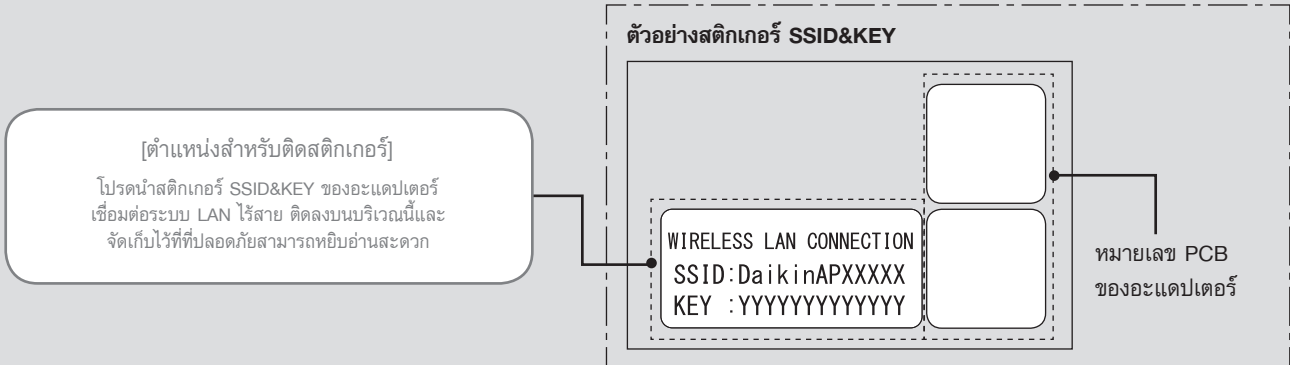 ตัวอย่างสติกเกอร์ SSID&KEY
[ตำแหน่งสำหรับติดสติกเกอร์]
โปรดนำสติกเกอร์ SSID&KEY ของอะแดปเตอร์
เชื่อมต่อระบบ LAN ไร้สาย ติดลงบนบริเวณนี้และ
จัดเก็บไว้ที่ที่ปลอดภัยสามารถหยิบอ่านสะดวก
WIRELESS LAN CONNECTION
SSID:DaikinAPXXXXX
KEY :YYYYYYYYYYYYY
หมายเลข PCB
ของอะแดปเตอร์